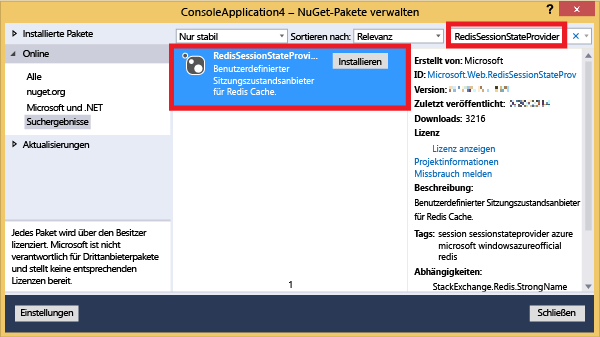 ConsoleApplication4 – NuGet-Pakete verwalten
?
Installierte Pakete
Online
Alle
nuget.org
Microsoft und .NET
Suchergebnisse
Aktualisierungen
Jedes Paket wird über den Besitzer
lizenziert. Microsoft ist nicht
verantwortlich für Drittanbieterpakete
und stellt keine entsprechenden
Lizenzen bereit.
Nur stabil
Sortieren nach: Relevanz
RedisSessionStateProvider
RedisSessionStateProvi...
Installieren
Benutzerdefinierter
Sitzungszustandsanbieter
für Redis Cache.
1
Erstellt von: Microsoft
ID: Microsoft.Web.RedisSessionStateProv
Version:
Zuletzt veröffentlicht:
Downloads: 3216
Lizenz
Lizenz anzeigen
Projektinformationen
Missbrauch melden
Beschreibung:
Benutzerdefinierter Sitzungszustandsanbieter
für Redis Cache.
Tags: session sessionstateprovider azure
microsoft windowsazureofficial
redis
Abhängigkeiten:
StackExchange.Redis.StrongName
Einstellungen
Schließen